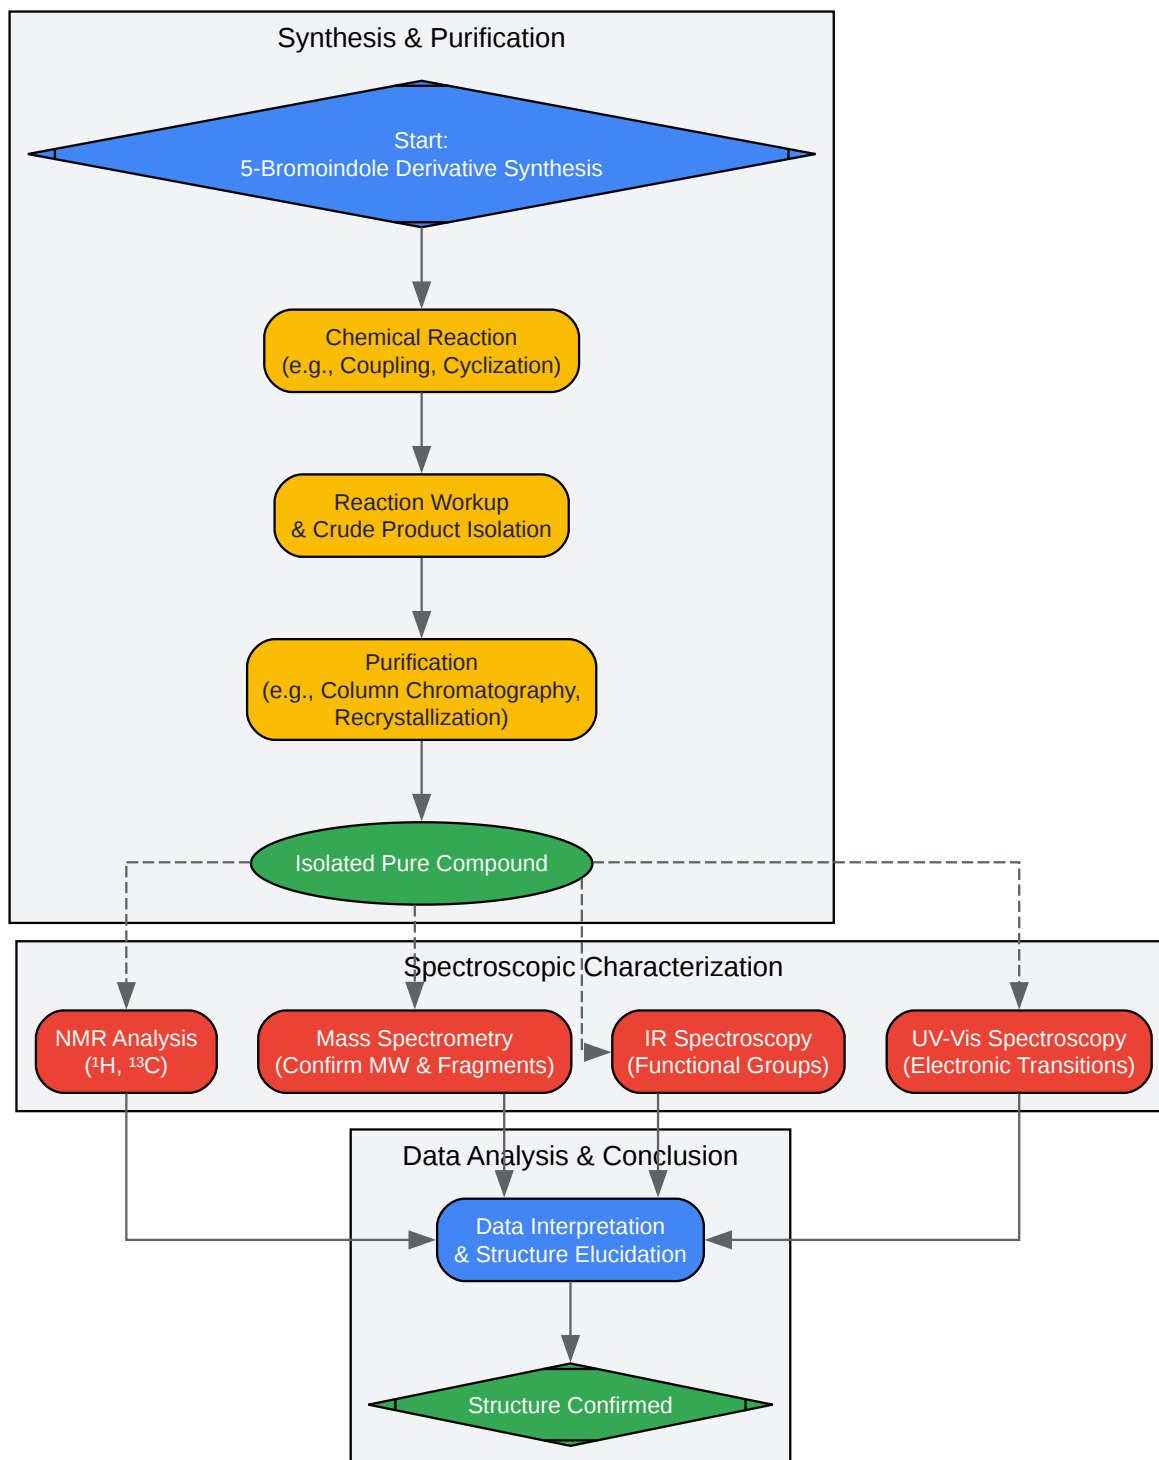 Synthesis & Purification
Start:
5-Bromoindole Derivative Synthesis
Chemical Reaction
(e.g., Coupling, Cyclization)
Reaction Workup
& Crude Product Isolation
Purification
(e.g., Column Chromatography,
Recrystallization)
Isolated Pure Compound
Spectroscopic Characterization
NMR Analysis
(¹H, ¹³C)
Mass Spectrometry
(Confirm MW & Fragments)
IR Spectroscopy
(Functional Groups)
UV-Vis Spectroscopy
(Electronic Transitions)
Data Analysis & Conclusion
Data Interpretation
& Structure Elucidation
Structure Confirmed